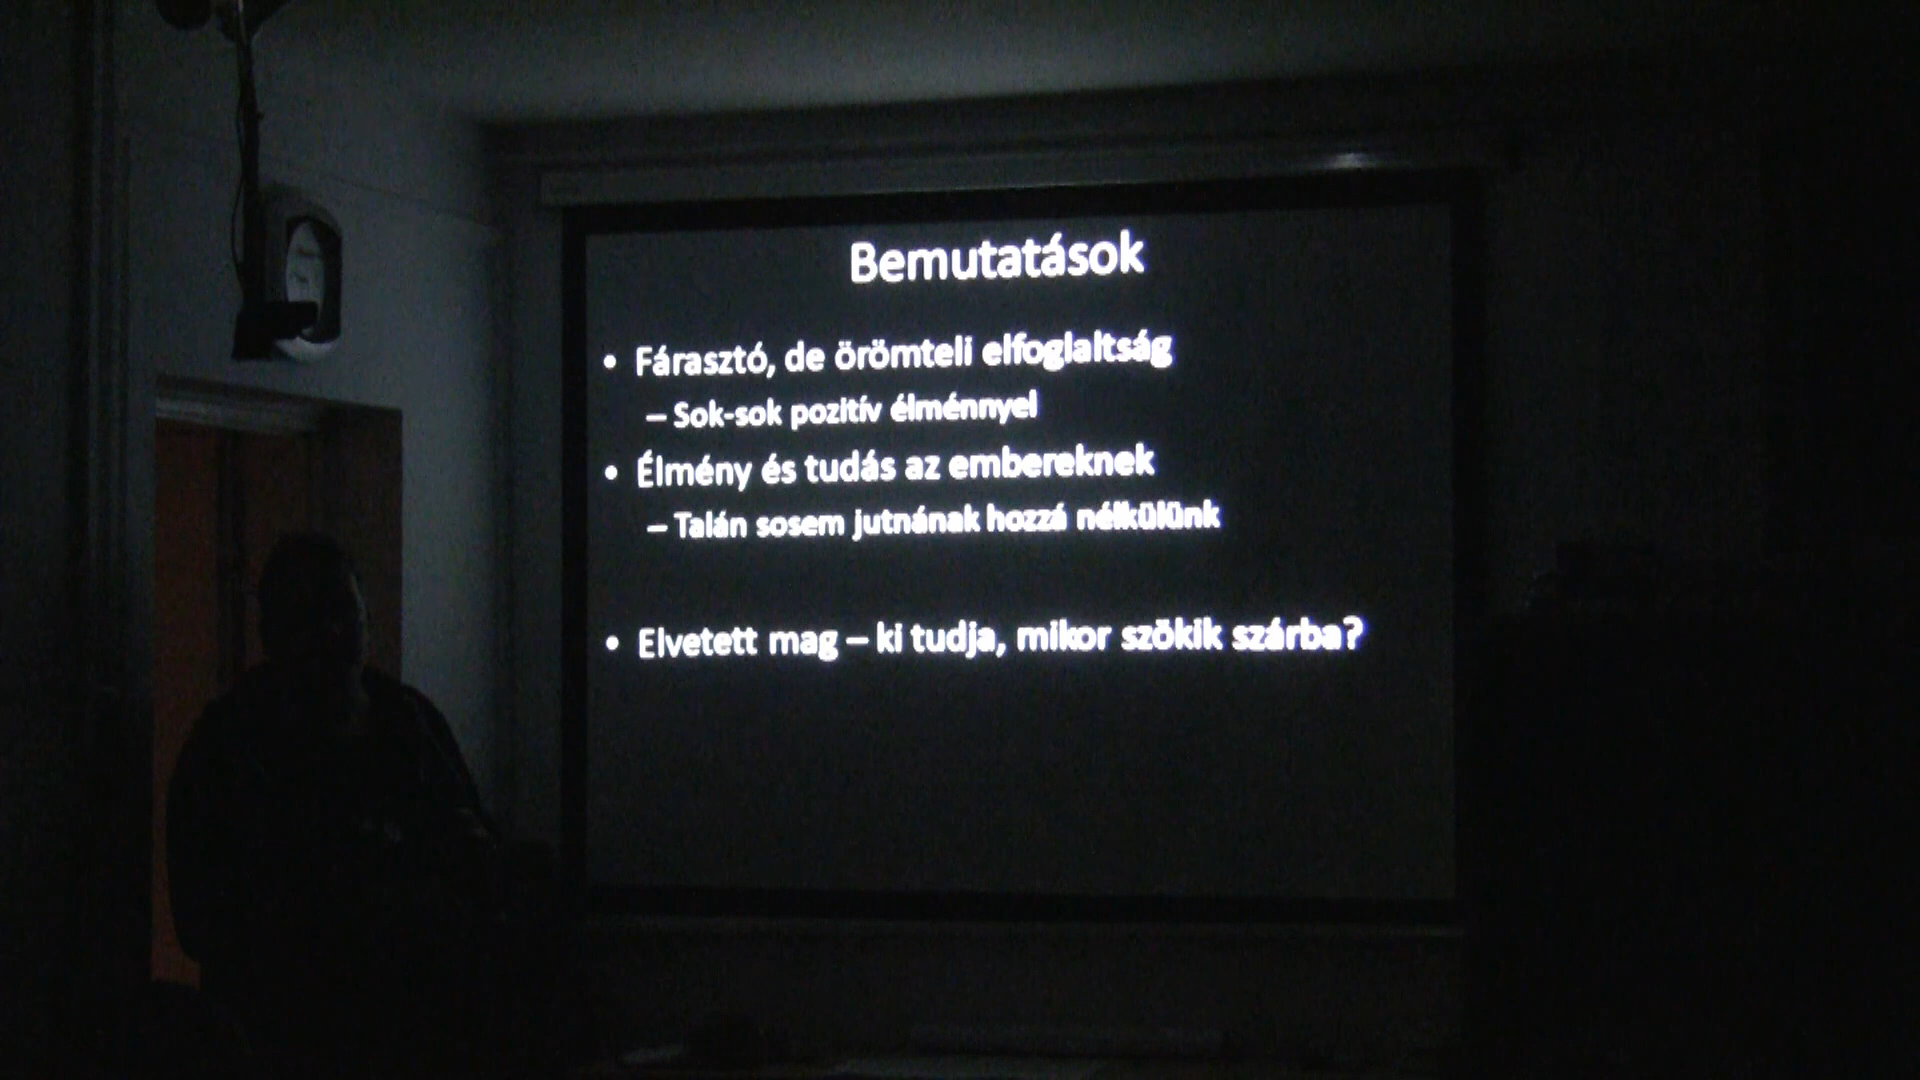 Bemutatások
• Fárasztó, de örömteli elfoglaltság
– Sok-sok pozitív élménnyel
• Élmény és tudás az embereknek
– Talán sosem jutnának hozzá nélkülünk
• Elvetett mag – ki tudja, mikor szökik szárba?